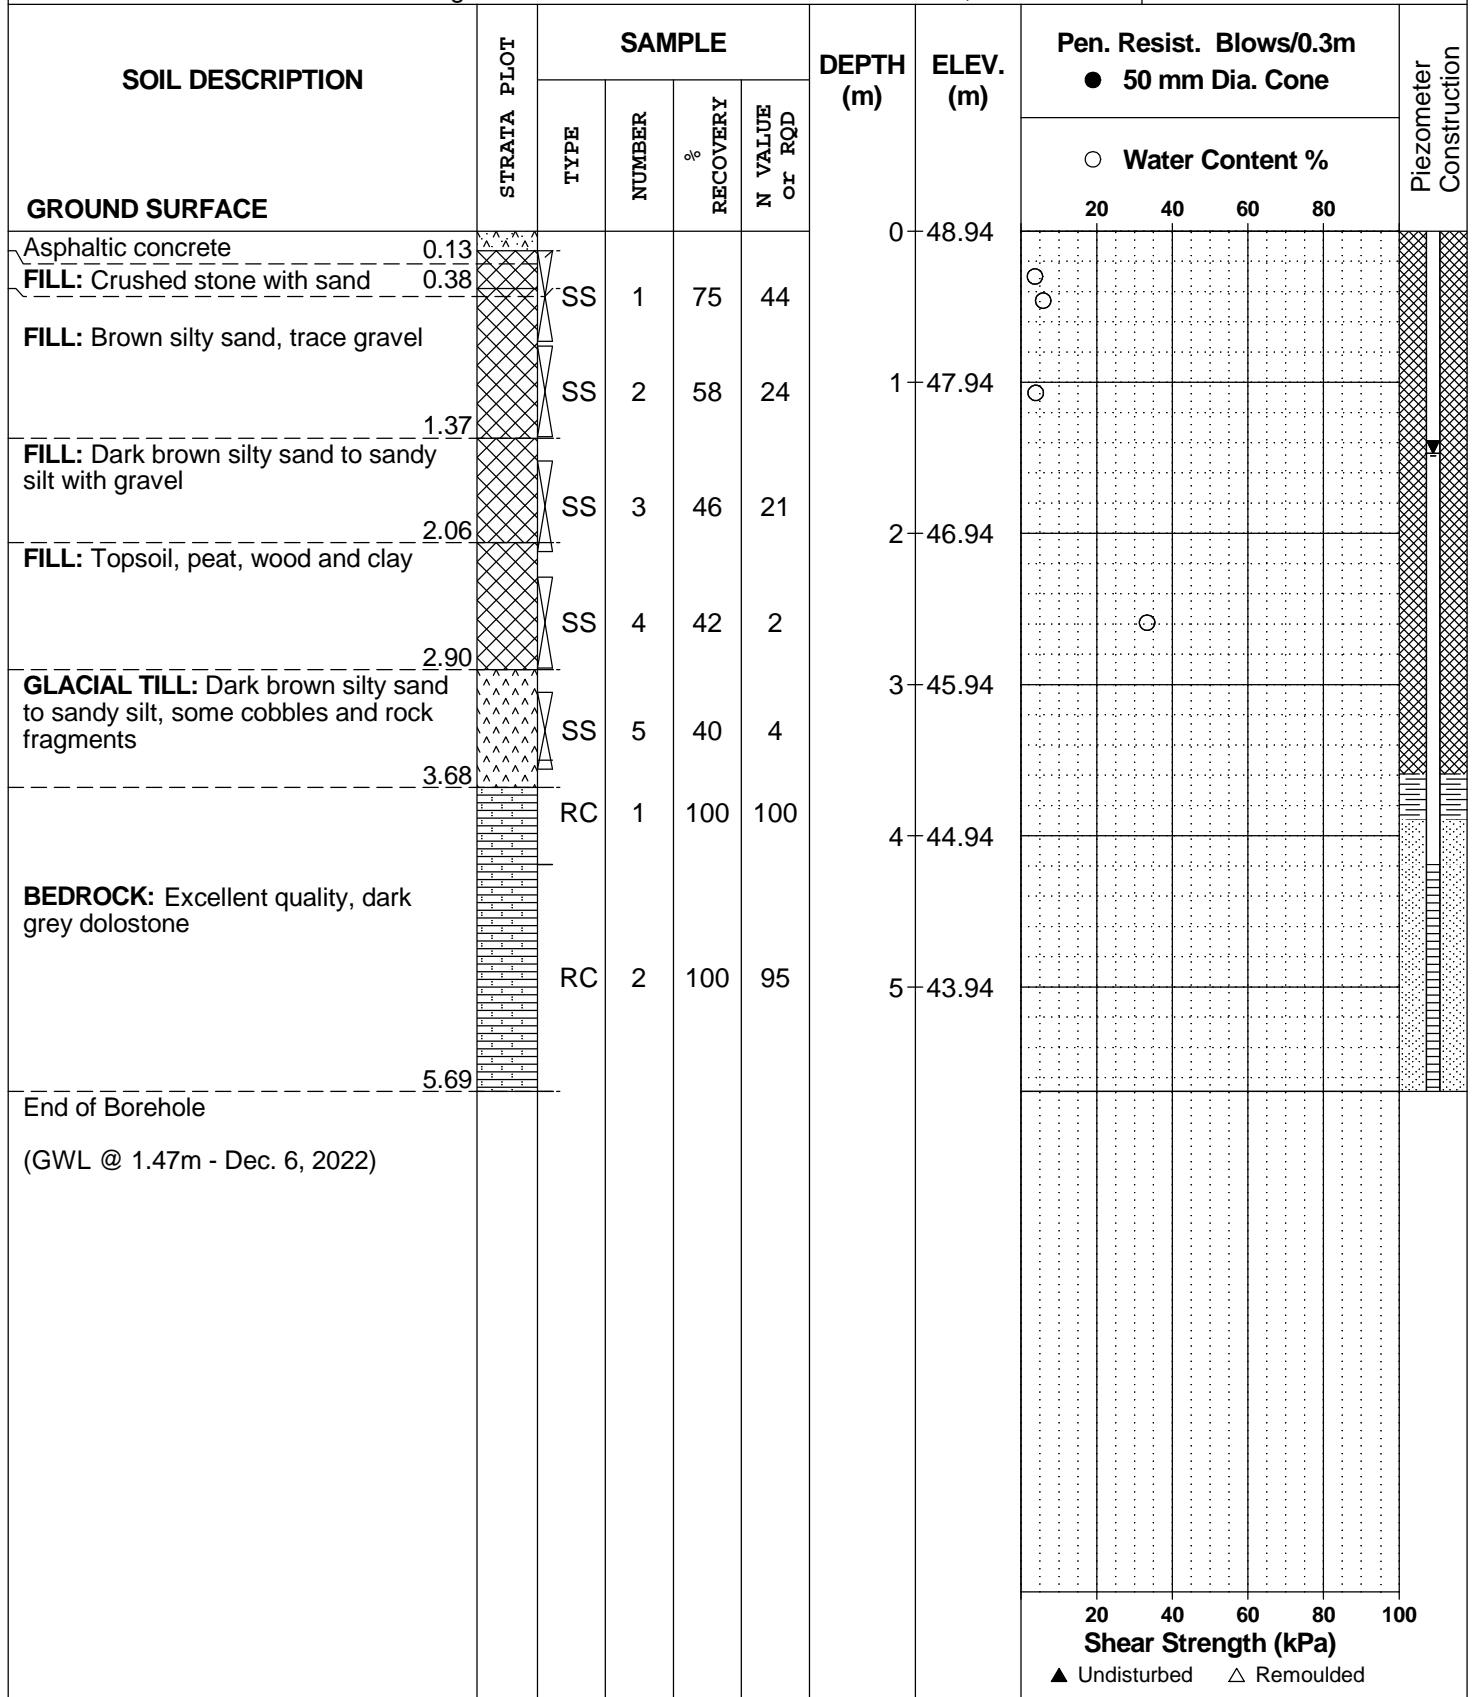 SOIL DESCRIPTION
GROUND SURFACE
STRATA PLOT
SAMPLE
TYPE
NUMBER
% RECOVERY
N VALUE or RQD
DEPTH (m)
ELEV. (m)
Pen. Resist. Blows/0.3m
● 50 mm Dia. Cone
○ Water Content %
20 40 60 80
Piezometer Construction
0 48.94
Asphaltic concrete 0.13
FILL: Crushed stone with sand 0.38
SS 1 75 44
FILL: Brown silty sand, trace gravel
1 47.94
SS 2 58 24
1.37
FILL: Dark brown silty sand to sandy
silt with gravel
SS 3 46 21
2.06
2 46.94
FILL: Topsoil, peat, wood and clay
SS 4 42 2
2.90
GLACIAL TILL: Dark brown silty sand
to sandy silt, some cobbles and rock
fragments
3 45.94
SS 5 40 4
3.68
RC 1 100 100
4 44.94
BEDROCK: Excellent quality, dark
grey dolostone
RC 2 100 95
5 43.94
5.69
End of Borehole
(GWL @ 1.47m - Dec. 6, 2022)
20 40 60 80 100
Shear Strength (kPa)
▲ Undisturbed △ Remoulded